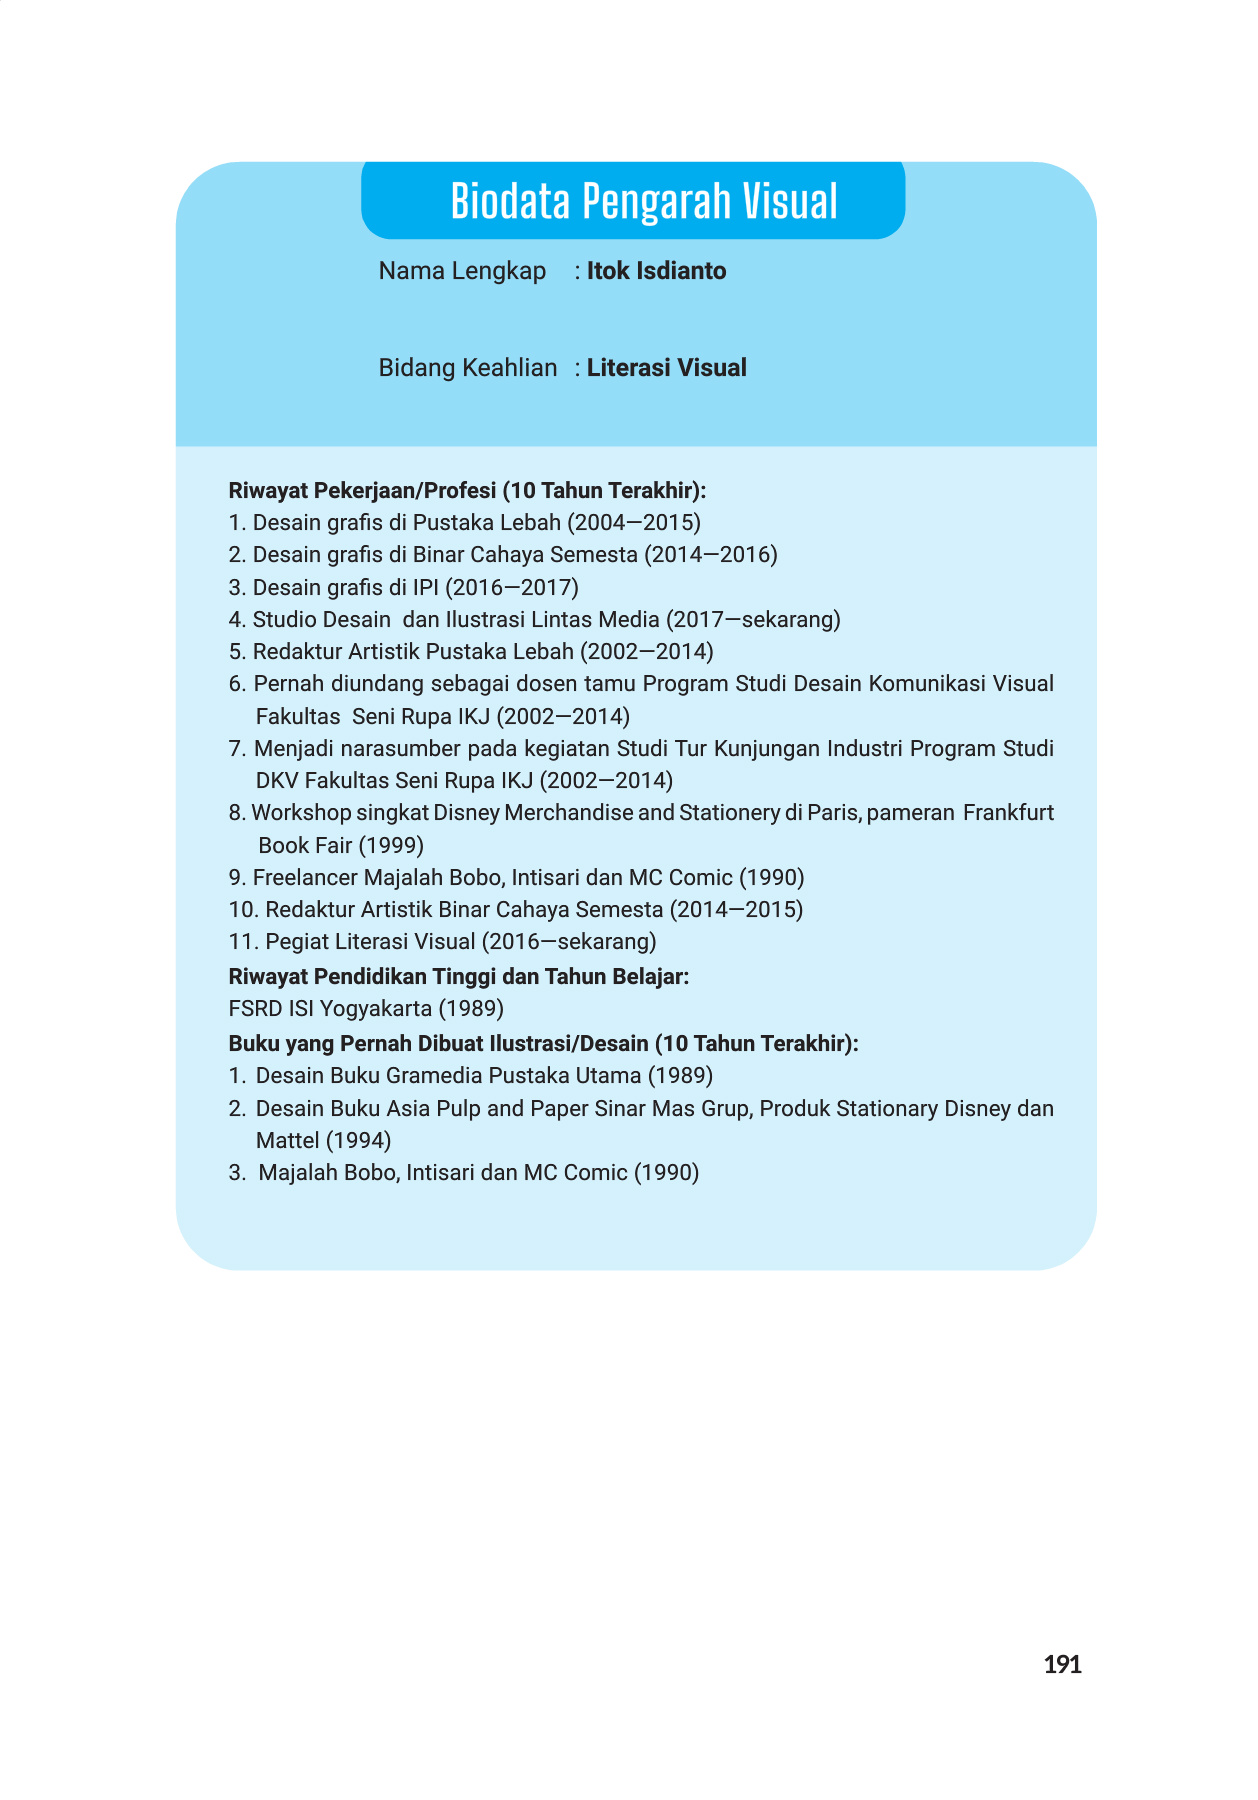 Biodata Pengarah Visual
Nama Lengkap : Itok Isdianto
Bidang Keahlian : Literasi Visual
Riwayat Pekerjaan/Profesi (10 Tahun Terakhir):
1. Desain grafis di Pustaka Lebah (2004—2015)
2. Desain grafis di Binar Cahaya Semesta (2014—2016)
3. Desain grafis di IPI (2016—2017)
4. Studio Desain dan Ilustrasi Lintas Media (2017—sekarang)
5. Redaktur Artistik Pustaka Lebah (2002—2014)
6. Pernah diundang sebagai dosen tamu Program Studi Desain Komunikasi Visual
Fakultas Seni Rupa IKJ (2002—2014)
7. Menjadi narasumber pada kegiatan Studi Tur Kunjungan Industri Program Studi
DKV Fakultas Seni Rupa IKJ (2002—2014)
8. Workshop singkat Disney Merchandise and Stationery di Paris, pameran Frankfurt
Book Fair (1999)
9. Freelancer Majalah Bobo, Intisari dan MC Comic (1990)
10. Redaktur Artistik Binar Cahaya Semesta (2014—2015)
11. Pegiat Literasi Visual (2016—sekarang)
Riwayat Pendidikan Tinggi dan Tahun Belajar:
FSRD ISI Yogyakarta (1989)
Buku yang Pernah Dibuat Ilustrasi/Desain (10 Tahun Terakhir):
1. Desain Buku Gramedia Pustaka Utama (1989)
2. Desain Buku Asia Pulp and Paper Sinar Mas Grup, Produk Stationary Disney dan
Mattel (1994)
3. Majalah Bobo, Intisari dan MC Comic (1990)
191